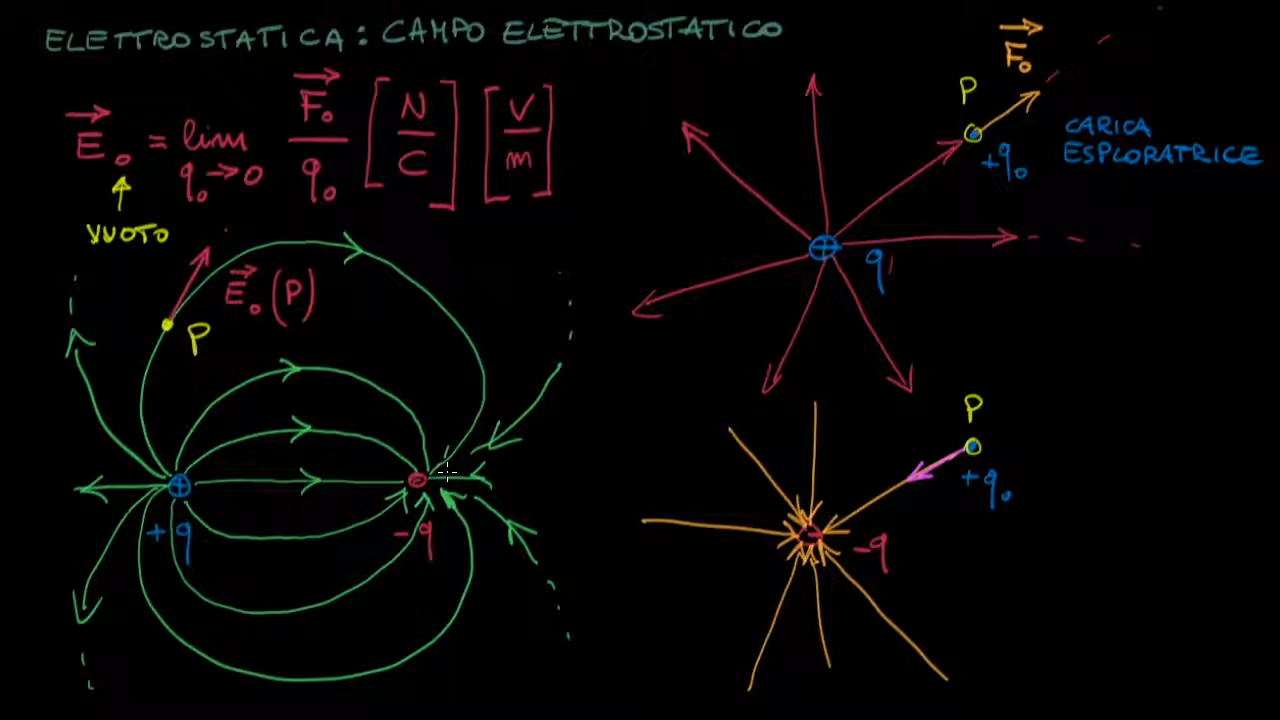 ELETTROSTATICA: CAMPO ELETTROSTATICO
E₀ = lim q₀→0 F₀/q₀ [N/C] [V/m]
VUOTO
E₀(P)
P
+q
-q
F₀
P
+q₀
CARICA
ESPLORATRICE
q
P
+q₀
-q